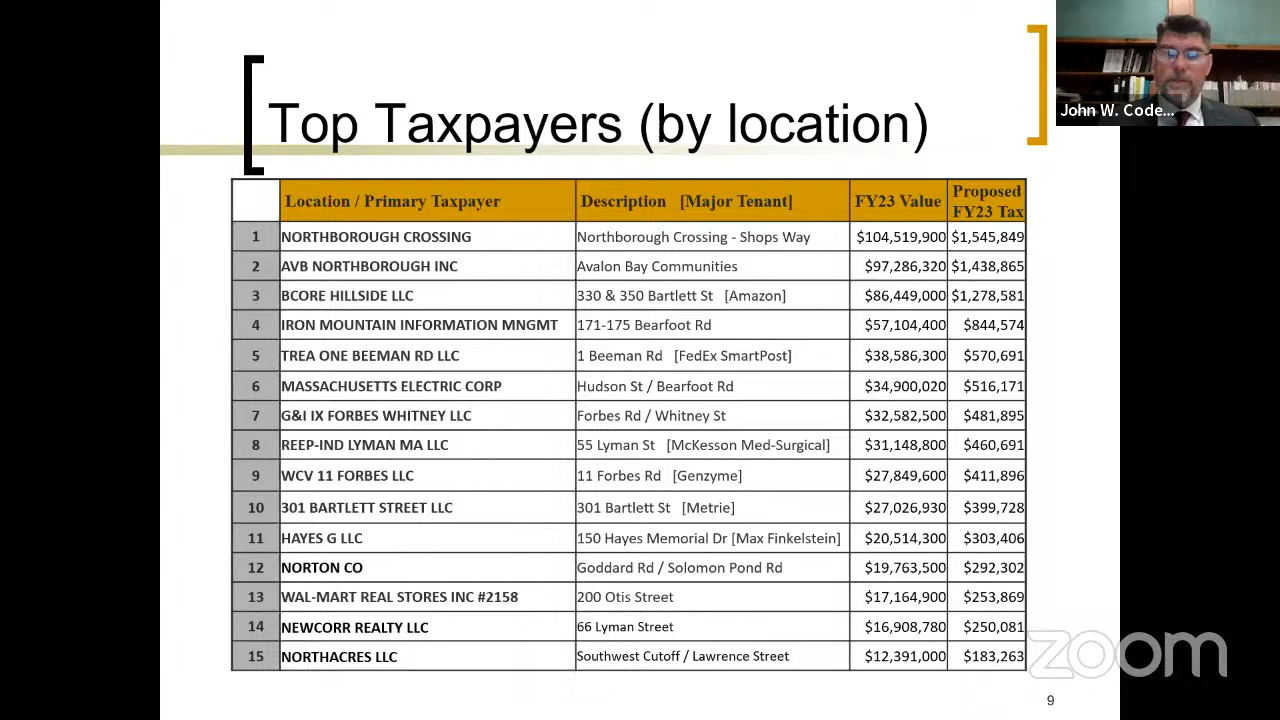 John W. Code...
Top Taxpayers (by location)
Location / Primary Taxpayer Description [Major Tenant] FY23 Value Proposed FY23 Tax
1 NORTHBOROUGH CROSSING Northborough Crossing - Shops Way $104,519,900 $1,545,849
2 AVB NORTHBOROUGH INC Avalon Bay Communities $97,286,320 $1,438,865
3 BCORE HILLSIDE LLC 330 & 350 Bartlett St [Amazon] $86,449,000 $1,278,581
4 IRON MOUNTAIN INFORMATION MNGMT 171-175 Bearfoot Rd $57,104,400 $844,574
5 TREA ONE BEEMAN RD LLC 1 Beeman Rd [FedEx SmartPost] $38,586,300 $570,691
6 MASSACHUSETTS ELECTRIC CORP Hudson St / Bearfoot Rd $34,900,020 $516,171
7 G&I IX FORBES WHITNEY LLC Forbes Rd / Whitney St $32,582,500 $481,895
8 REEP-IND LYMAN MA LLC 55 Lyman St [McKesson Med-Surgical] $31,148,800 $460,691
9 WCV 11 FORBES LLC 11 Forbes Rd [Genzyme] $27,849,600 $411,896
10 301 BARTLETT STREET LLC 301 Bartlett St [Metrie] $27,026,930 $399,728
11 HAYES G LLC 150 Hayes Memorial Dr [Max Finkelstein] $20,514,300 $303,406
12 NORTON CO Goddard Rd / Solomon Pond Rd $19,763,500 $292,302
13 WAL-MART REAL STORES INC #2158 200 Otis Street $17,164,900 $253,869
14 NEWCORR REALTY LLC 66 Lyman Street $16,908,780 $250,081
15 NORTHACRES LLC Southwest Cutoff / Lawrence Street $12,391,000 $183,263
zoom
9